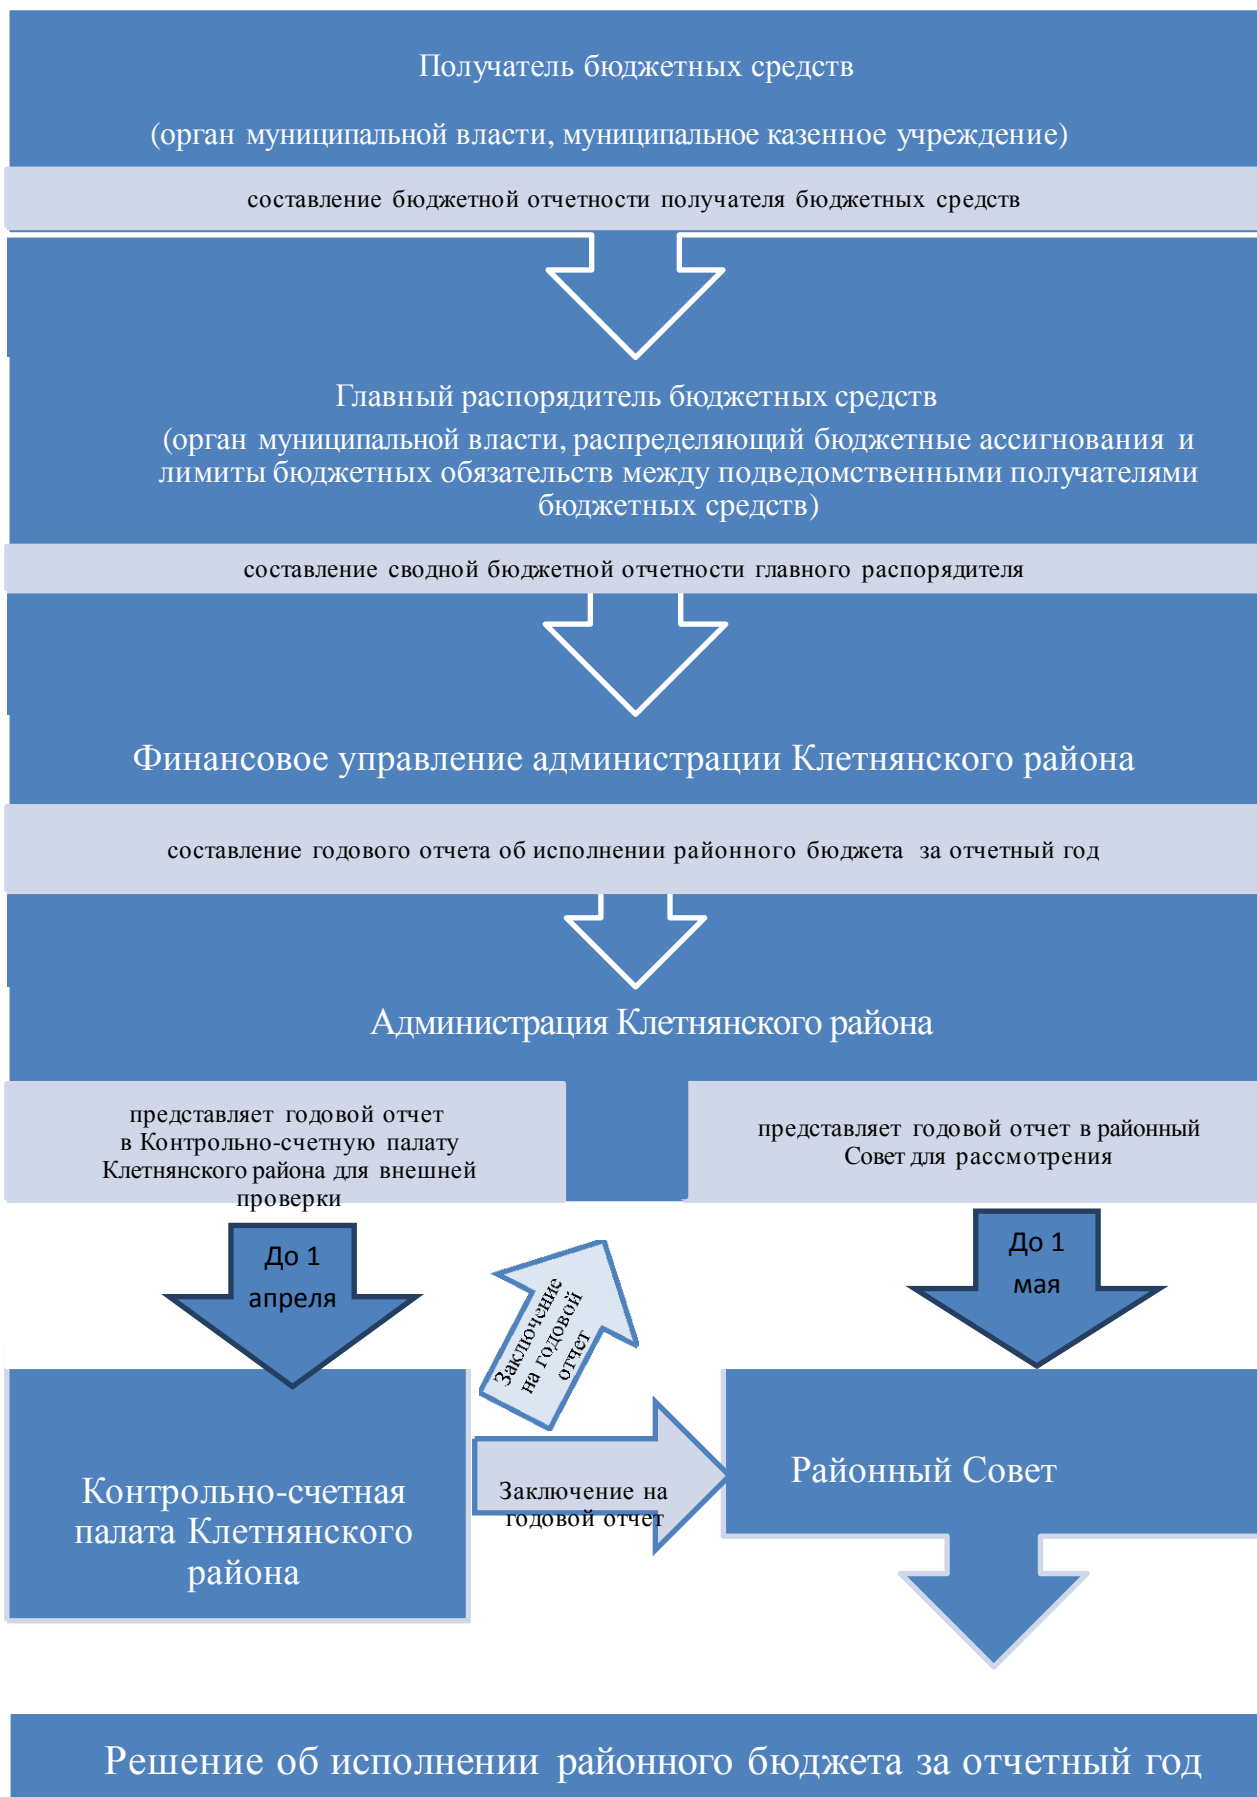 Получатель бюджетных средств
(орган муниципальной власти, муниципальное казенное учреждение)
составление бюджетной отчетности получателя бюджетных средств
Главный распорядитель бюджетных средств
(орган муниципальной власти, распределяющий бюджетные ассигнования и
лимиты бюджетных обязательств между подведомственными получателями
бюджетных средств)
составление сводной бюджетной отчетности главного распорядителя
Финансовое управление администрации Клетнянского района
составление годового отчета об исполнении районного бюджета за отчетный год
Администрация Клетнянского района
представляет годовой отчет
в Контрольно-счетную палату
Клетнянского района для внешней
проверки
представляет годовой отчет в районный
Совет для рассмотрения
До 1
апреля
Заключение
на годовой
отчет
До 1
мая
Контрольно-счетная
палата Клетнянского
района
Заключение на
годовой отчет
Районный Совет
Решение об исполнении районного бюджета за отчетный год